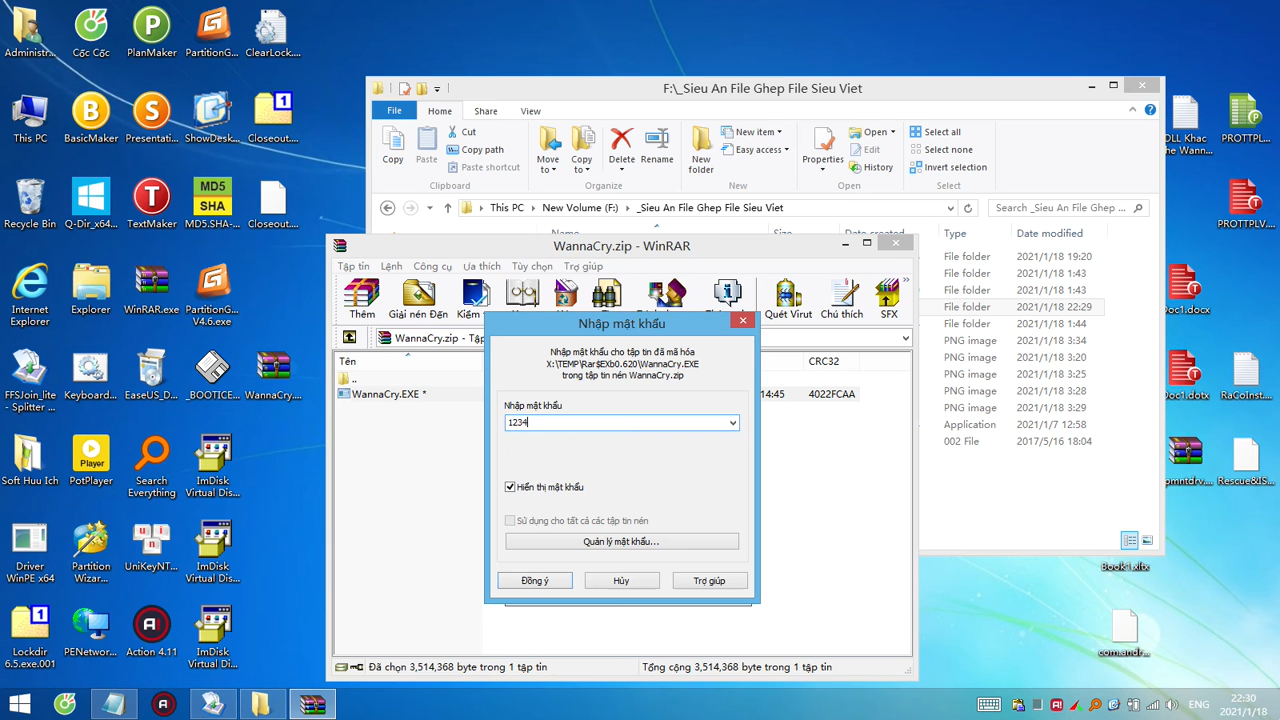 Administr...
Cốc Cốc
PlanMaker
PartitionG...
ClearLock....
This PC
BasicMaker
Presentati...
ShowDesk...
Closeout....
Recycle Bin
Q-Dir_x64...
TextMaker
MD5
SHA
MD5.SHA-...
Closeout...
Internet
Explorer
Explorer
WinRAR.exe
PartitionG...
V4.6.exe
FFSJoin_lite
- Splitter ...
Keyboard...
EaseUS_D...
_BOOTICE...
WannaCry...
Soft Huu Ich
Player
PotPlayer
Search
Everything
ImDisk
Virtual Dis...
Driver
WinPE x64
Partition
Wizar...
UniKeyNT...
ImDisk
Virtual Dis...
Lockdir
6.5.exe.001
PENetwor...
Action 4.11
ImDisk
Virtual Dis...
F:\_Sieu An File Ghep File Sieu Viet
File
Home
Share
View
Copy
Paste
Cut
Copy path
Paste shortcut
Clipboard
Move
to
Copy
to
Delete
Rename
Organize
New
folder
New item
Easy access
New
Properties
Open
Edit
History
Open
Select all
Select none
Invert selection
Select
This PC
New Volume (F:)
_Sieu An File Ghep File Sieu Viet
Search _Sieu An File Ghep ...
Name
Size
Date created
Type
Date modified
File folder 2021/1/18 19:20
File folder 2021/1/18 1:43
File folder 2021/1/18 1:43
File folder 2021/1/18 22:29
File folder 2021/1/18 1:44
PNG image 2021/1/18 3:34
PNG image 2021/1/18 3:20
PNG image 2021/1/18 3:26
PNG image 2021/1/18 3:28
PNG image 2021/1/18 3:29
Application 2021/1/7 12:58
002 File 2017/5/16 18:04
WannaCry.zip - WinRAR
Tập tin
Lệnh
Công cụ
Ưa thích
Tùy chọn
Trợ giúp
Thêm
Giải nén Đến
Kiểm
Quét Virut
Chú thích
SFX
WannaCry.zip - Tập
Tên
CRC32
..
WannaCry.EXE *
14:45
4022FCAA
Đã chọn 3,514,368 byte trong 1 tập tin
Tổng cộng 3,514,368 byte trong 1 tập tin
Nhập mật khẩu
Nhập mật khẩu cho tập tin đã mã hóa
X:\TEMP\Rar$EXb0.620\WannaCry.EXE
trong tập tin nén WannaCry.zip
Nhập mật khẩu
1234
Hiển thị mật khẩu
Sử dụng cho tất cả các tập tin nén
Quản lý mật khẩu...
Đồng ý
Hủy
Trợ giúp
DLL Khac
he Wann...
PROTTPL...
PROTTPLV...
Doc1.docx
Doc1.dotx
RaCoInst...
Rescue&IS...
Book1.xltx
com.andr...
ENG
22:30
2021/1/18